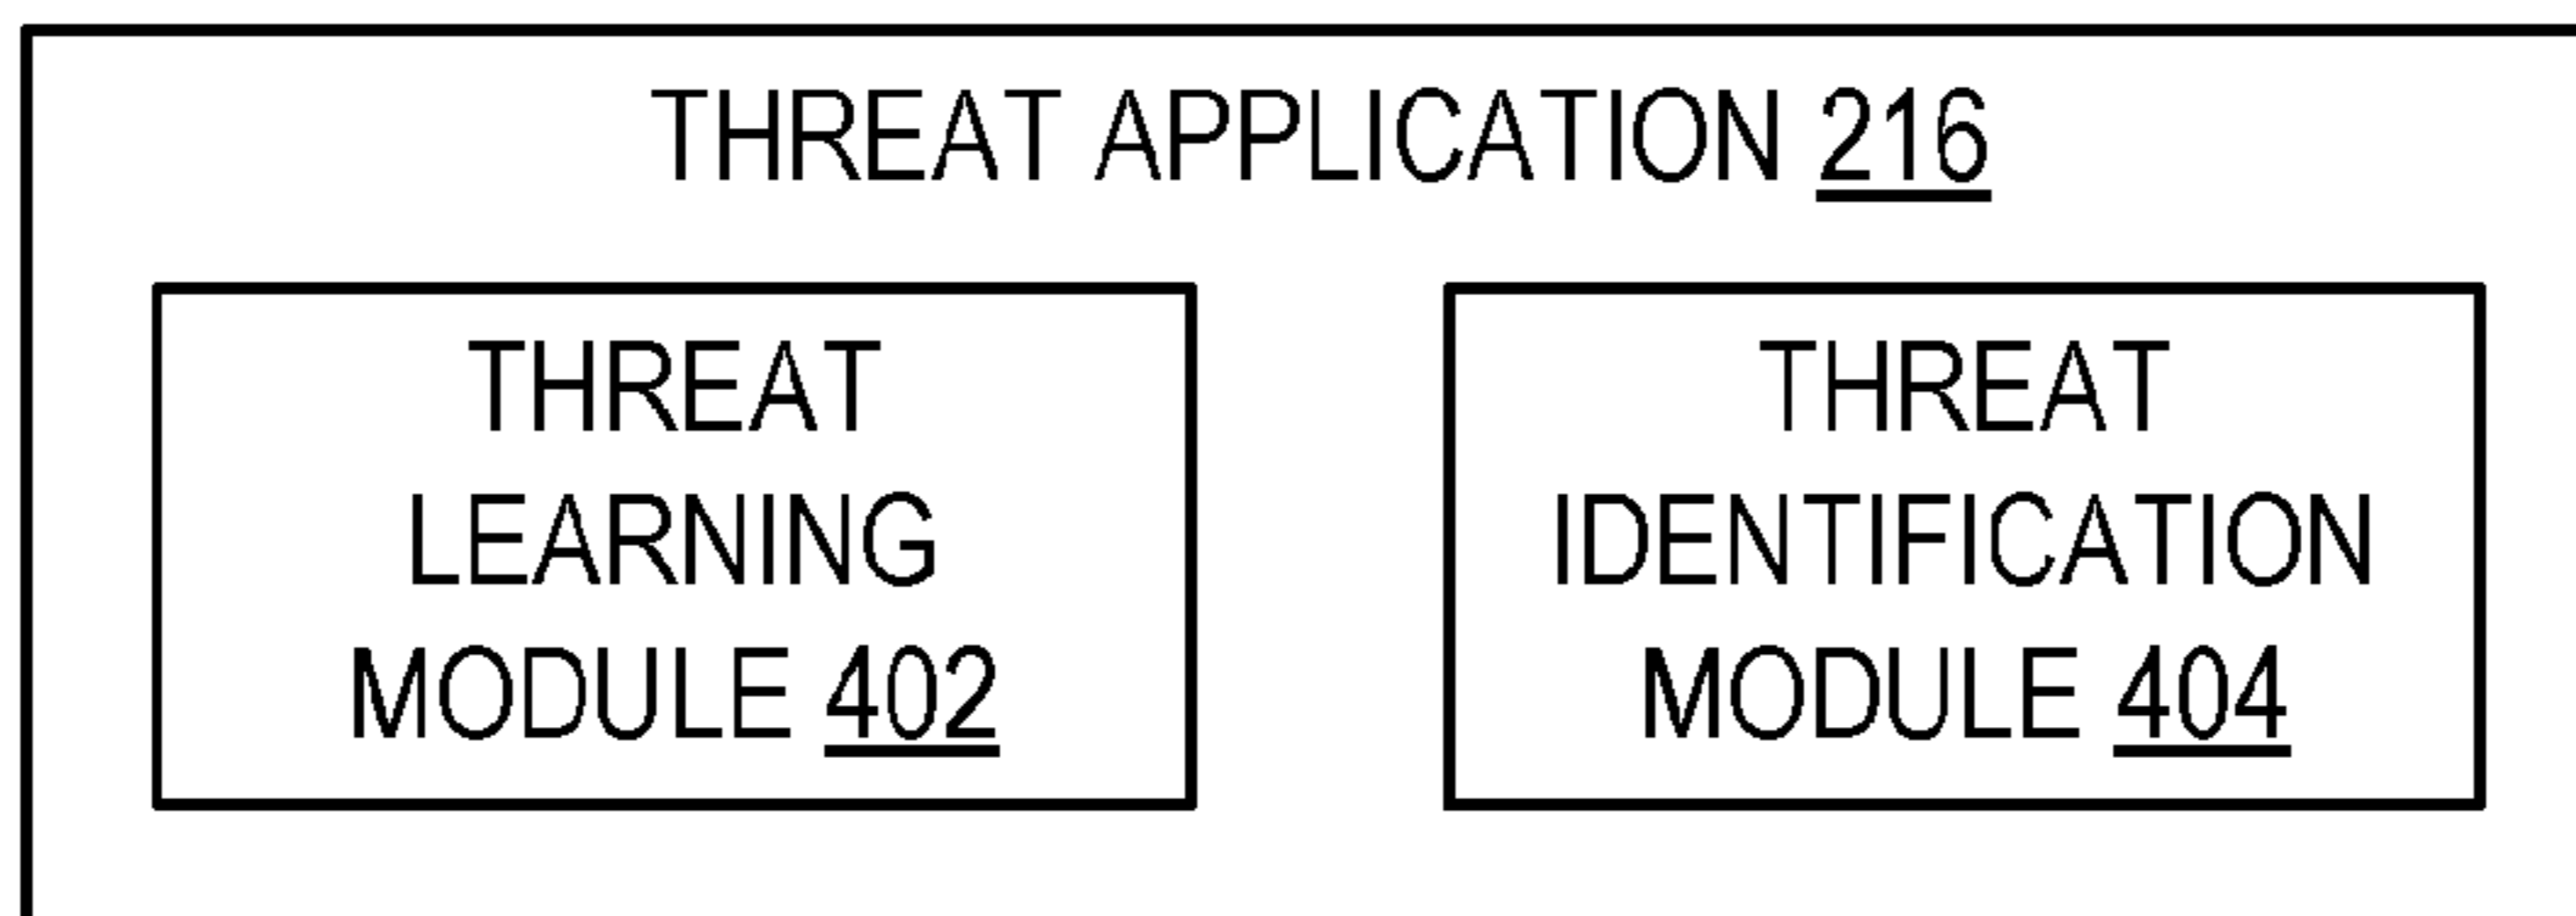 THREAT APPLICATION 216
THREAT
LEARNING
MODULE 402
THREAT
IDENTIFICATION
MODULE 404